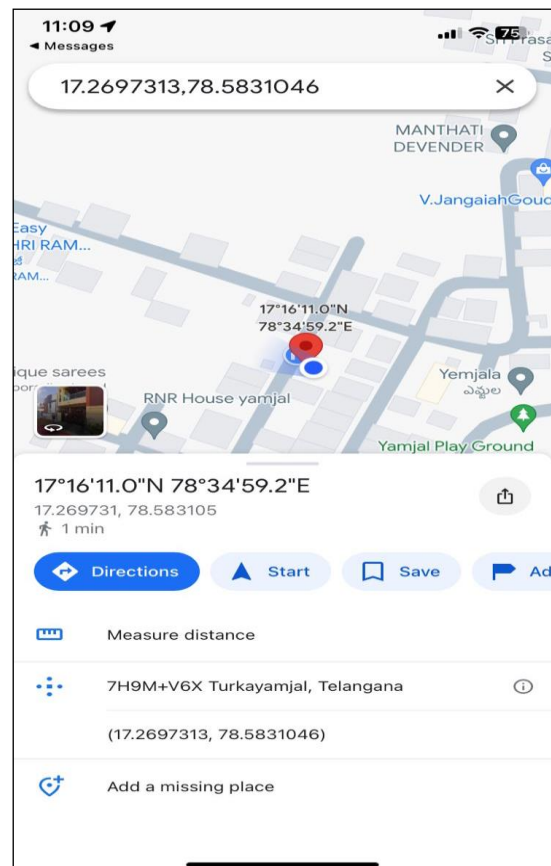 11:09
Messages
75
Sri Prasa
S
17.2697313,78.5831046
MANTHATI
DEVENDER
V.JangaiahGoud
Easy
HRI RAM...
RAM...
17°16'11.0"N
78°34'59.2"E
ique sarees
RNR House yamjal
Yemjala
ఎమ్జాల
Yamjal Play Ground
17°16'11.0"N 78°34'59.2"E
17.269731, 78.583105
1 min
Directions
Start
Save
Ad
Measure distance
7H9M+V6X Turkayamjal, Telangana
(17.2697313, 78.5831046)
Add a missing place